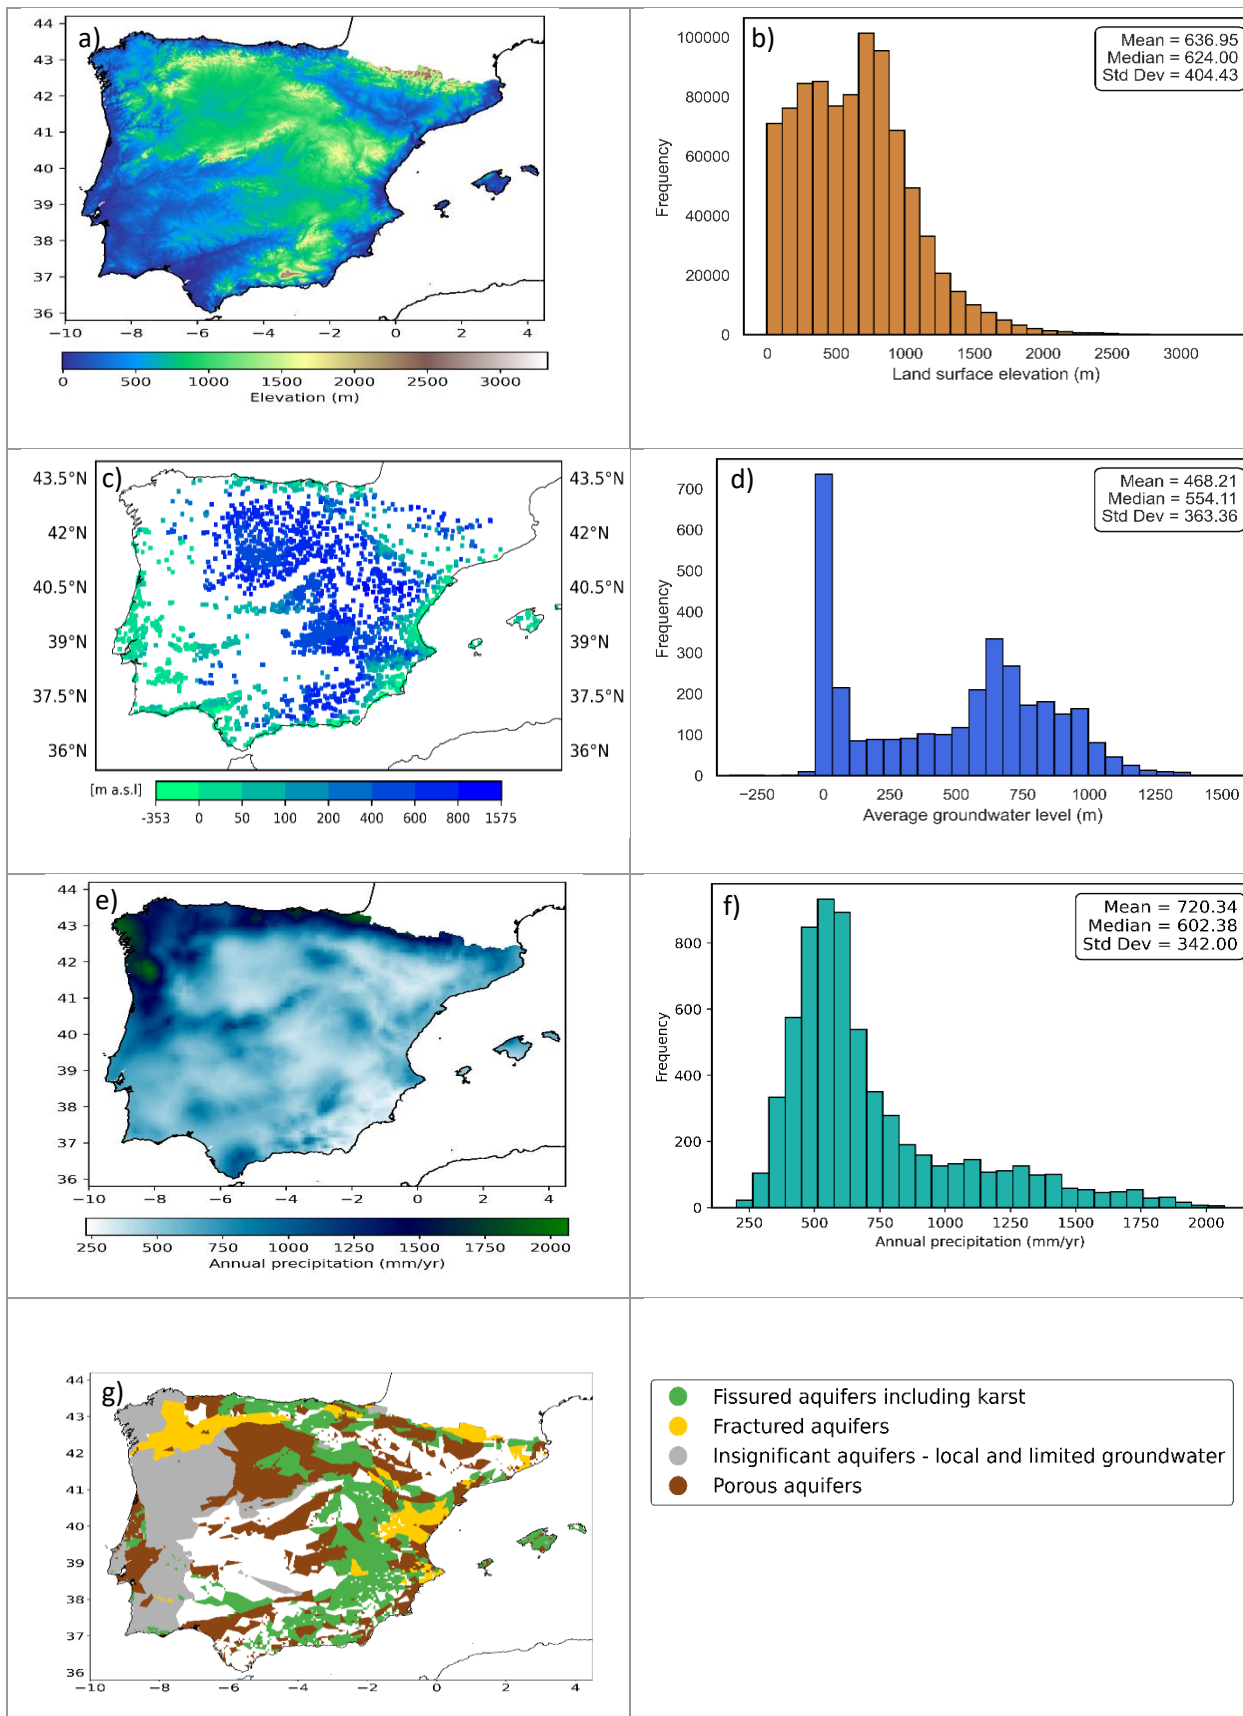 a)
44
43
42
41
40
39
38
37
36
−10 −8 −6 −4 −2 0 2 4
0 500 1000 1500 2000 2500 3000
Elevation (m)
b)
Mean = 636.95
Median = 624.00
Std Dev = 404.43
100000
80000
60000
40000
20000
0
Frequency
0 500 1000 1500 2000 2500 3000
Land surface elevation (m)
c)
43.5°N 43.5°N
42°N 42°N
40.5°N 40.5°N
39°N 39°N
37.5°N 37.5°N
36°N 36°N
[m a.s.l]
-353 0 50 100 200 400 600 800 1575
d)
Mean = 468.21
Median = 554.11
Std Dev = 363.36
700
600
500
400
300
200
100
0
Frequency
−250 0 250 500 750 1000 1250 1500
Average groundwater level (m)
e)
44
43
42
41
40
39
38
37
36
−10 −8 −6 −4 −2 0 2 4
250 500 750 1000 1250 1500 1750 2000
Annual precipitation (mm/yr)
f)
Mean = 720.34
Median = 602.38
Std Dev = 342.00
800
600
400
200
0
Frequency
250 500 750 1000 1250 1500 1750 2000
Annual precipitation (mm/yr)
g)
44
43
42
41
40
39
38
37
36
−10 −8 −6 −4 −2 0 2 4
Fissured aquifers including karst
Fractured aquifers
Insignificant aquifers - local and limited groundwater
Porous aquifers